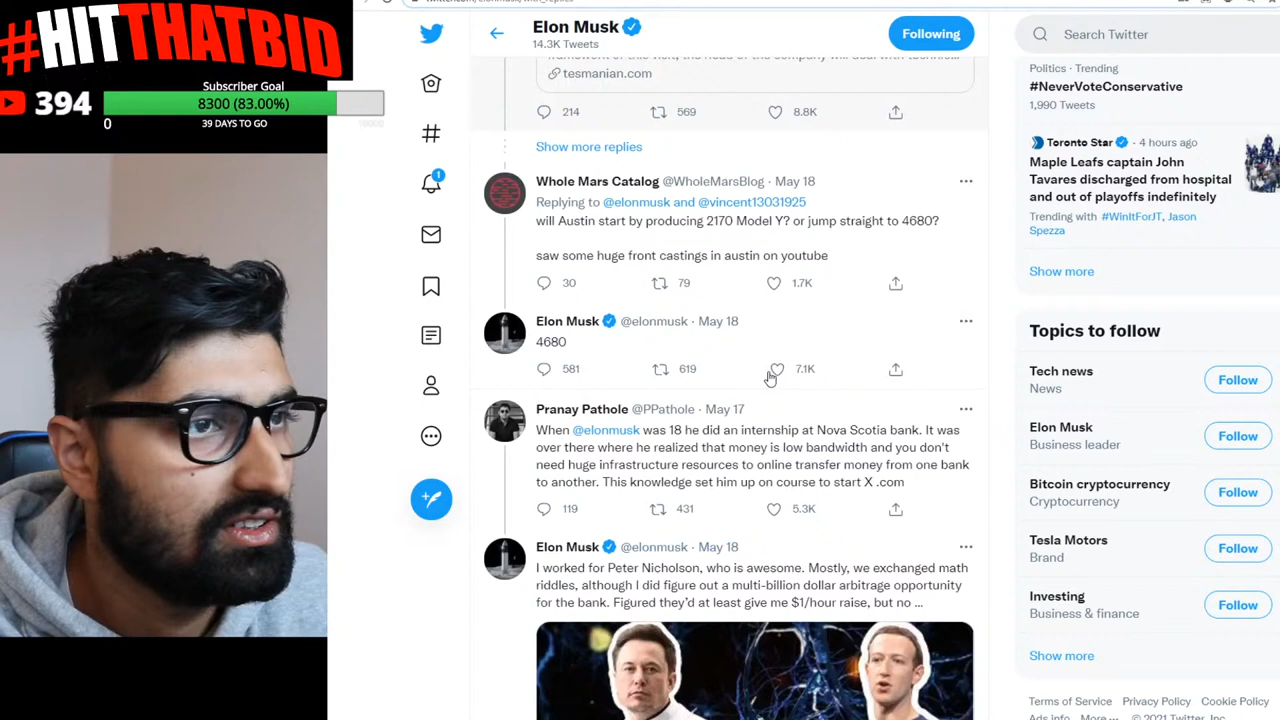 #HITTHATBID
Subscriber Goal
394
8300 (83.00%)
0
39 DAYS TO GO
Elon Musk
14.3K Tweets
Following
tesmanian.com
214 569 8.8K
Show more replies
Whole Mars Catalog @WholeMarsBlog · May 18
Replying to @elonmusk and @vincent13031925
will Austin start by producing 2170 Model Y? or jump straight to 4680?
saw some huge front castings in austin on youtube
30 79 1.7K
Elon Musk @elonmusk · May 18
4680
581 619 7.1K
Pranay Pathole @PPathole · May 17
When @elonmusk was 18 he did an internship at Nova Scotia bank. It was
over there where he realized that money is low bandwidth and you don't
need huge infrastructure resources to online transfer money from one bank
to another. This knowledge set him up on course to start X .com
119 431 5.3K
Elon Musk @elonmusk · May 18
I worked for Peter Nicholson, who is awesome. Mostly, we exchanged math
riddles, although I did figure out a multi-billion dollar arbitrage opportunity
for the bank. Figured they'd at least give me $1/hour raise, but no ...
Search Twitter
Politics · Trending
#NeverVoteConservative
1,990 Tweets
Toronto Star · 4 hours ago
Maple Leafs captain John
Tavares discharged from hospital
and out of playoffs indefinitely
Trending with #WinItForJT, Jason
Spezza
Show more
Topics to follow
Tech news
News
Follow
Elon Musk
Business leader
Follow
Bitcoin cryptocurrency
Cryptocurrency
Follow
Tesla Motors
Brand
Follow
Investing
Business & finance
Follow
Show more
Terms of Service Privacy Policy Cookie Policy
Ads info More ... © 2021 Twitter, Inc.